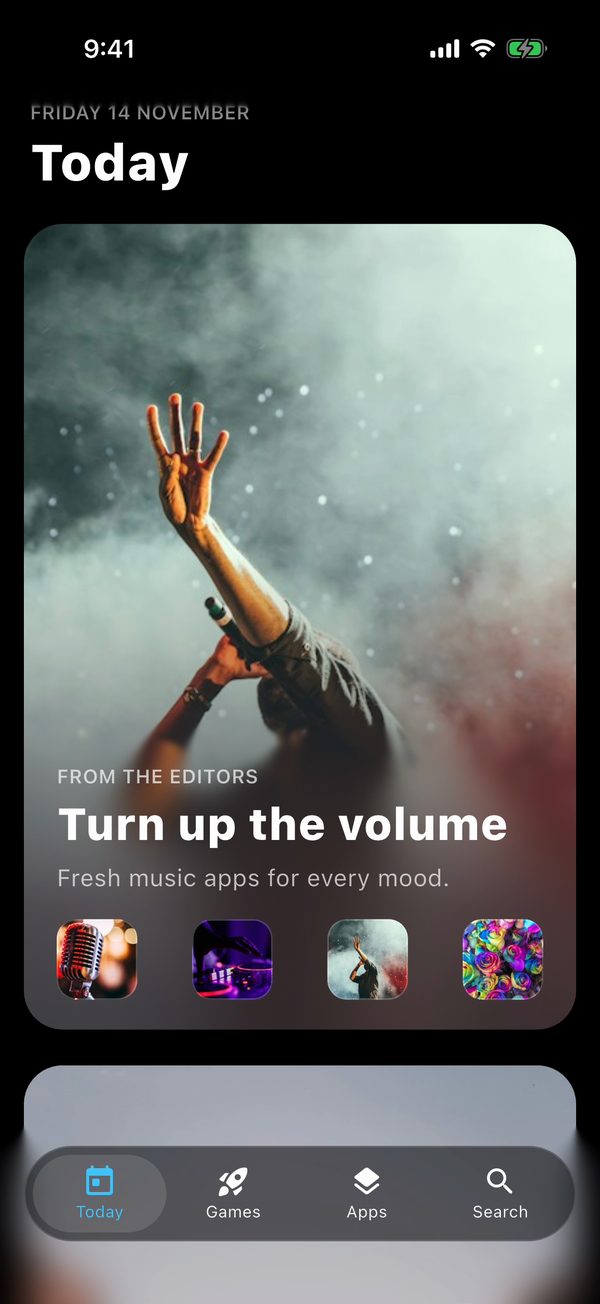 9:41
FRIDAY 14 NOVEMBER
Today
FROM THE EDITORS
Turn up the volume
Fresh music apps for every mood.
Today
Games
Apps
Search